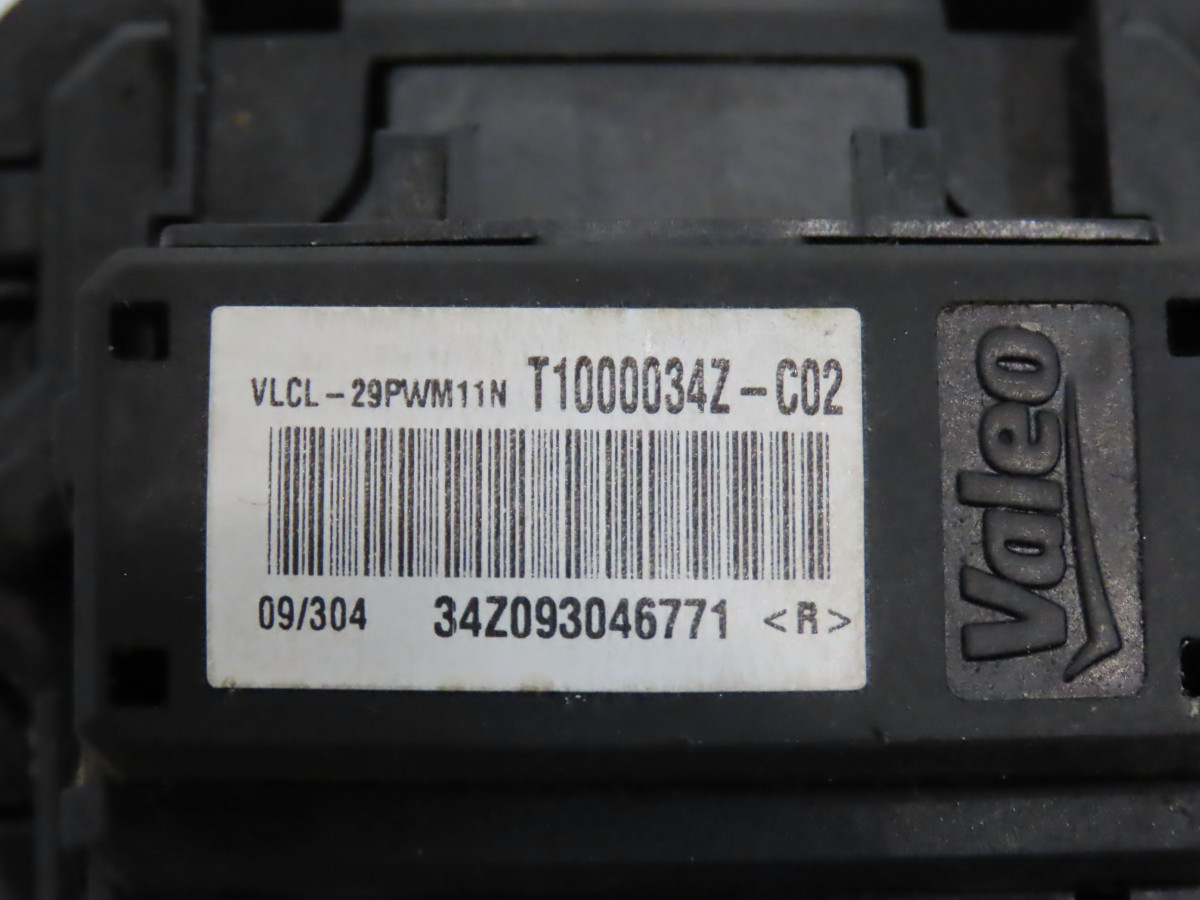 VLCL-29PWM11N T1000034Z-C02
09/304 34Z093046771 <R>
Valeo